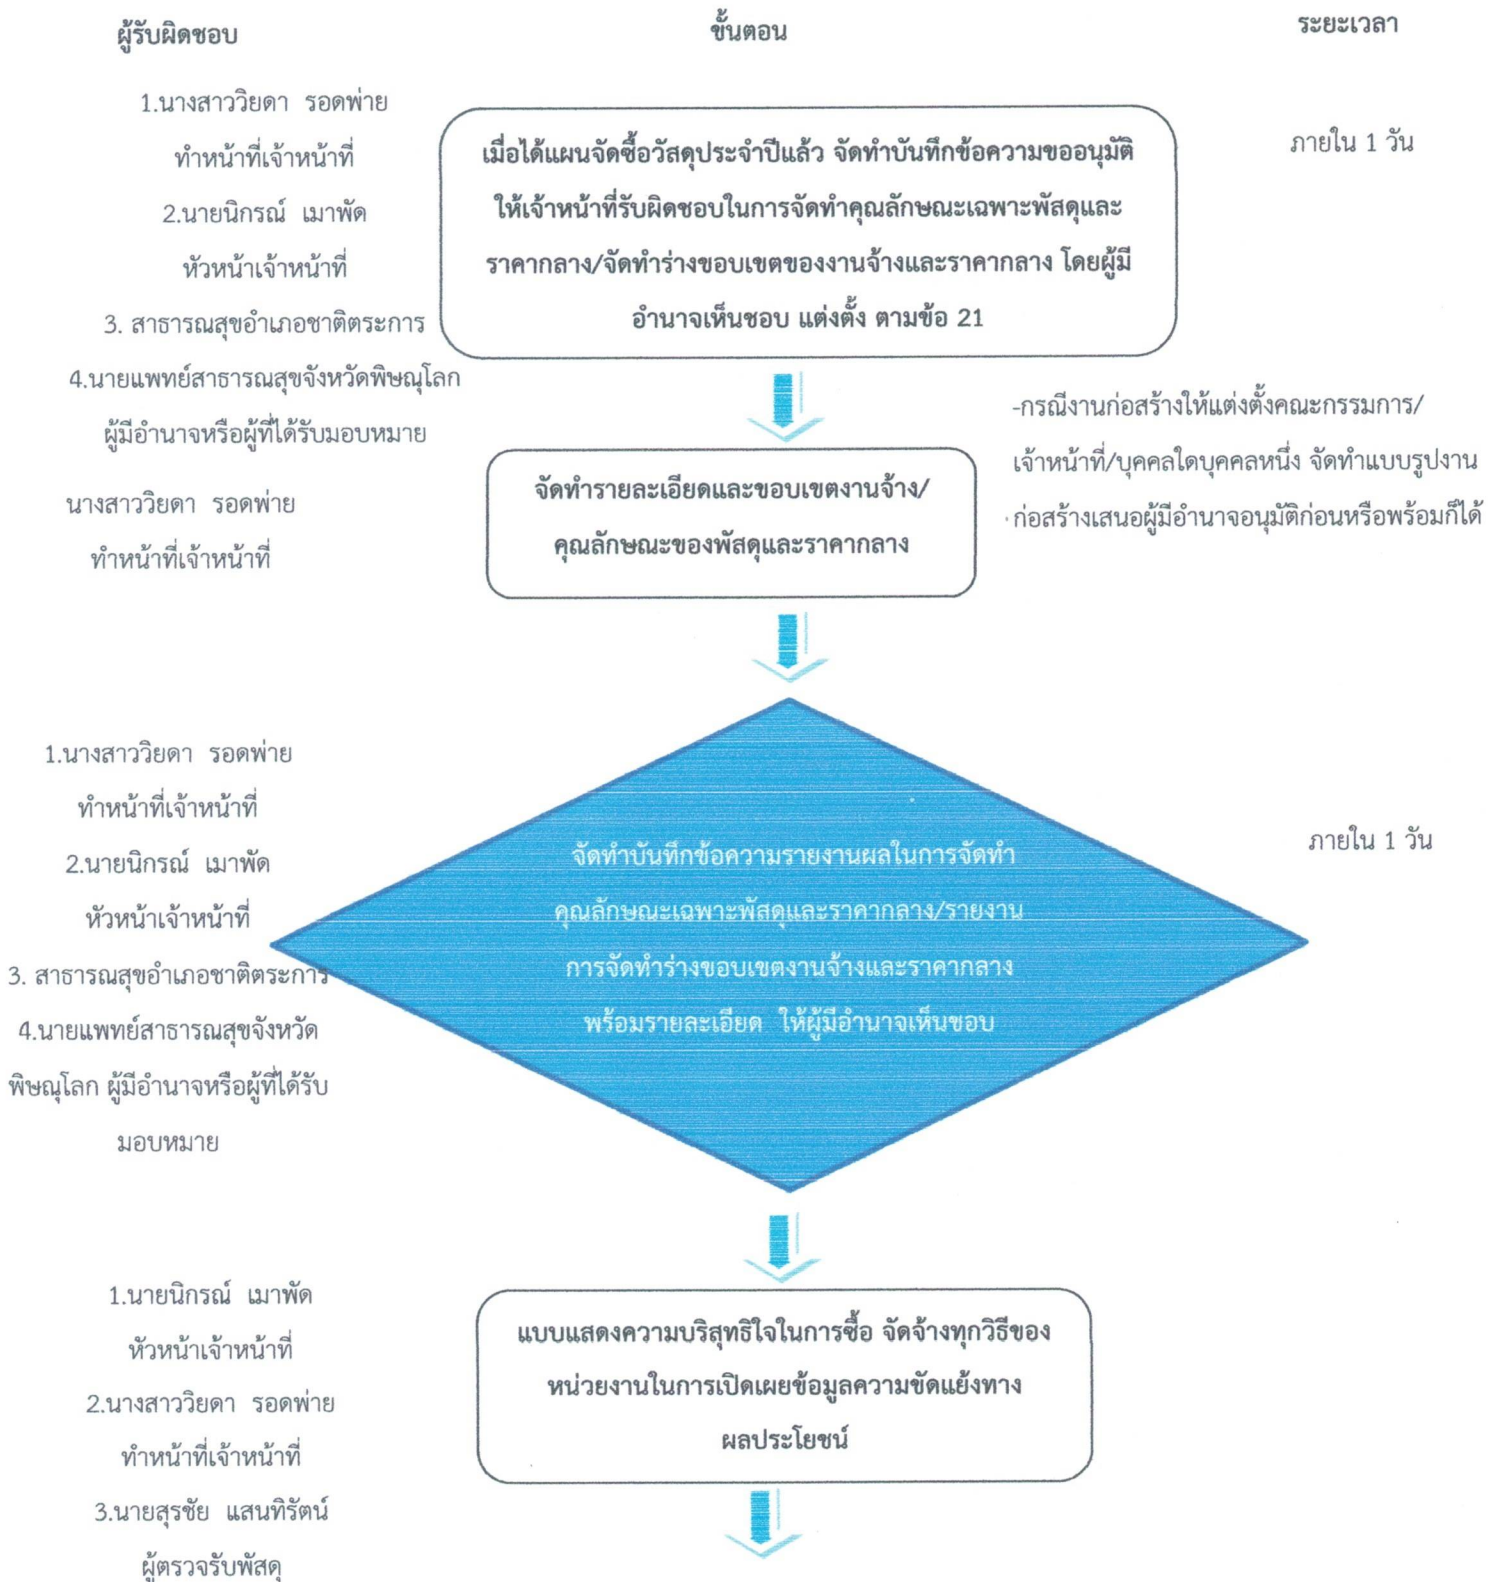 ผู้รับผิดชอบ
ขั้นตอน
ระยะเวลา
1.นางสาววิยดา รอดพ่าย
ทำหน้าที่เจ้าหน้าที่
2.นายนิกรณ์ เมาพัด
หัวหน้าเจ้าหน้าที่
3. สาธารณสุขอำเภอชาติตระการ
4.นายแพทย์สาธารณสุขจังหวัดพิษณุโลก
ผู้มีอำนาจหรือผู้ที่ได้รับมอบหมาย
เมื่อได้แผนจัดซื้อวัสดุประจำปีแล้ว จัดทำบันทึกข้อความขออนุมัติ
ให้เจ้าหน้าที่รับผิดชอบในการจัดทำคุณลักษณะเฉพาะพัสดุและ
ราคากลาง/จัดทำร่างขอบเขตของงานจ้างและราคากลาง โดยผู้มี
อำนาจเห็นชอบ แต่งตั้ง ตามข้อ 21
ภายใน 1 วัน
นางสาววิยดา รอดพ่าย
ทำหน้าที่เจ้าหน้าที่
จัดทำรายละเอียดและขอบเขตงานจ้าง/
คุณลักษณะของพัสดุและราคากลาง
-กรณีงานก่อสร้างให้แต่งตั้งคณะกรรมการ/
เจ้าหน้าที่/บุคคลใดบุคคลหนึ่ง จัดทำแบบรูปงาน
ก่อสร้างเสนอผู้มีอำนาจอนุมัติก่อนหรือพร้อมก็ได้
1.นางสาววิยดา รอดพ่าย
ทำหน้าที่เจ้าหน้าที่
2.นายนิกรณ์ เมาพัด
หัวหน้าเจ้าหน้าที่
3. สาธารณสุขอำเภอชาติตระการ
4.นายแพทย์สาธารณสุขจังหวัด
พิษณุโลก ผู้มีอำนาจหรือผู้ที่ได้รับ
มอบหมาย
จัดทำบันทึกข้อความรายงานผลในการจัดทำ
คุณลักษณะเฉพาะพัสดุและราคากลาง/รายงาน
การจัดทำร่างขอบเขตงานจ้างและราคากลาง
พร้อมรายละเอียด ให้ผู้มีอำนาจเห็นชอบ
ภายใน 1 วัน
1.นายนิกรณ์ เมาพัด
หัวหน้าเจ้าหน้าที่
2.นางสาววิยดา รอดพ่าย
ทำหน้าที่เจ้าหน้าที่
3.นายสุรชัย แสนทิรัตน์
ผู้ตรวจรับพัสดุ
แบบแสดงความบริสุทธิใจในการซื้อ จัดจ้างทุกวิธีของ
หน่วยงานในการเปิดเผยข้อมูลความขัดแย้งทาง
ผลประโยชน์